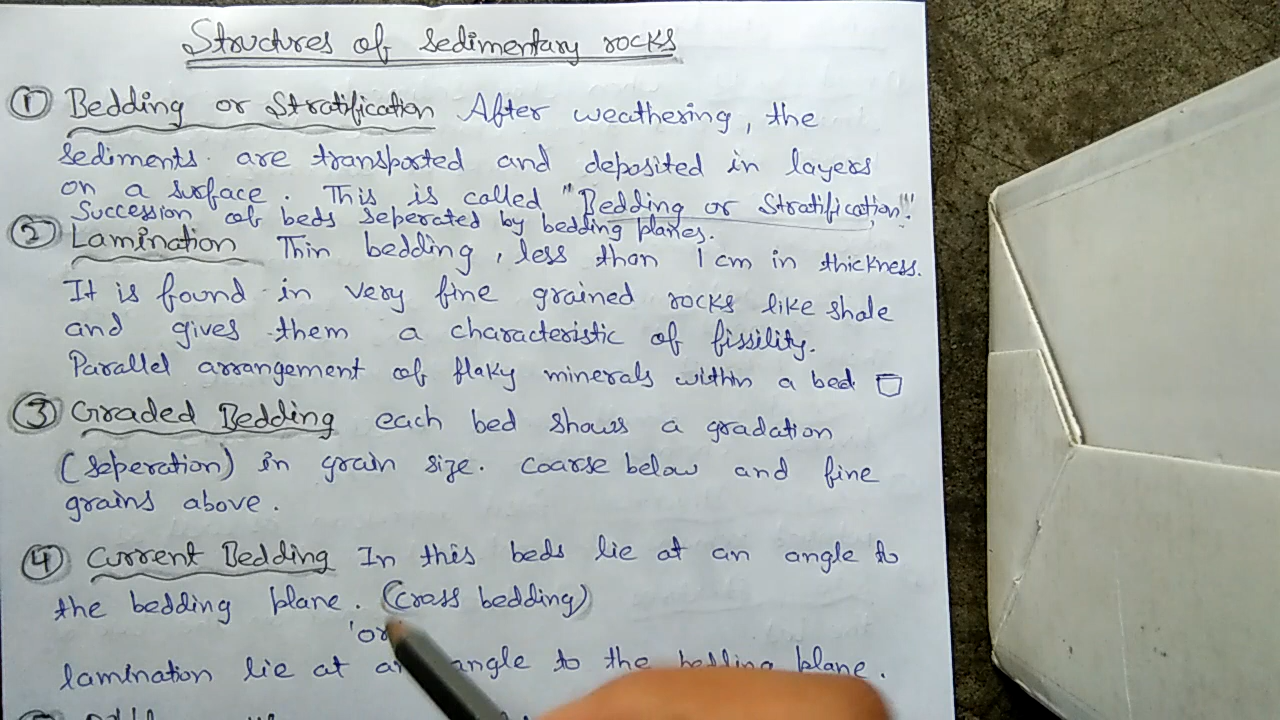 Structures of sedimentary rocks
① Bedding or Stratification After weathering, the
sediments are transported and deposited in layers
on a surface. This is called "Bedding or Stratification".
Succession of beds seperated by bedding planes.
② Lamination Thin bedding, less than 1 cm in thickness.
It is found in very fine grained rocks like shale
and gives them a characteristic of fissility.
Parallel arrangement of flaky minerals within a bed
③ Graded Bedding each bed shows a gradation
(seperation) in grain size. coarse below and fine
grains above.
④ Current Bedding In this beds lie at an angle to
the bedding plane. (cross bedding)
'or
lamination lie at an angle to the bedding plane.